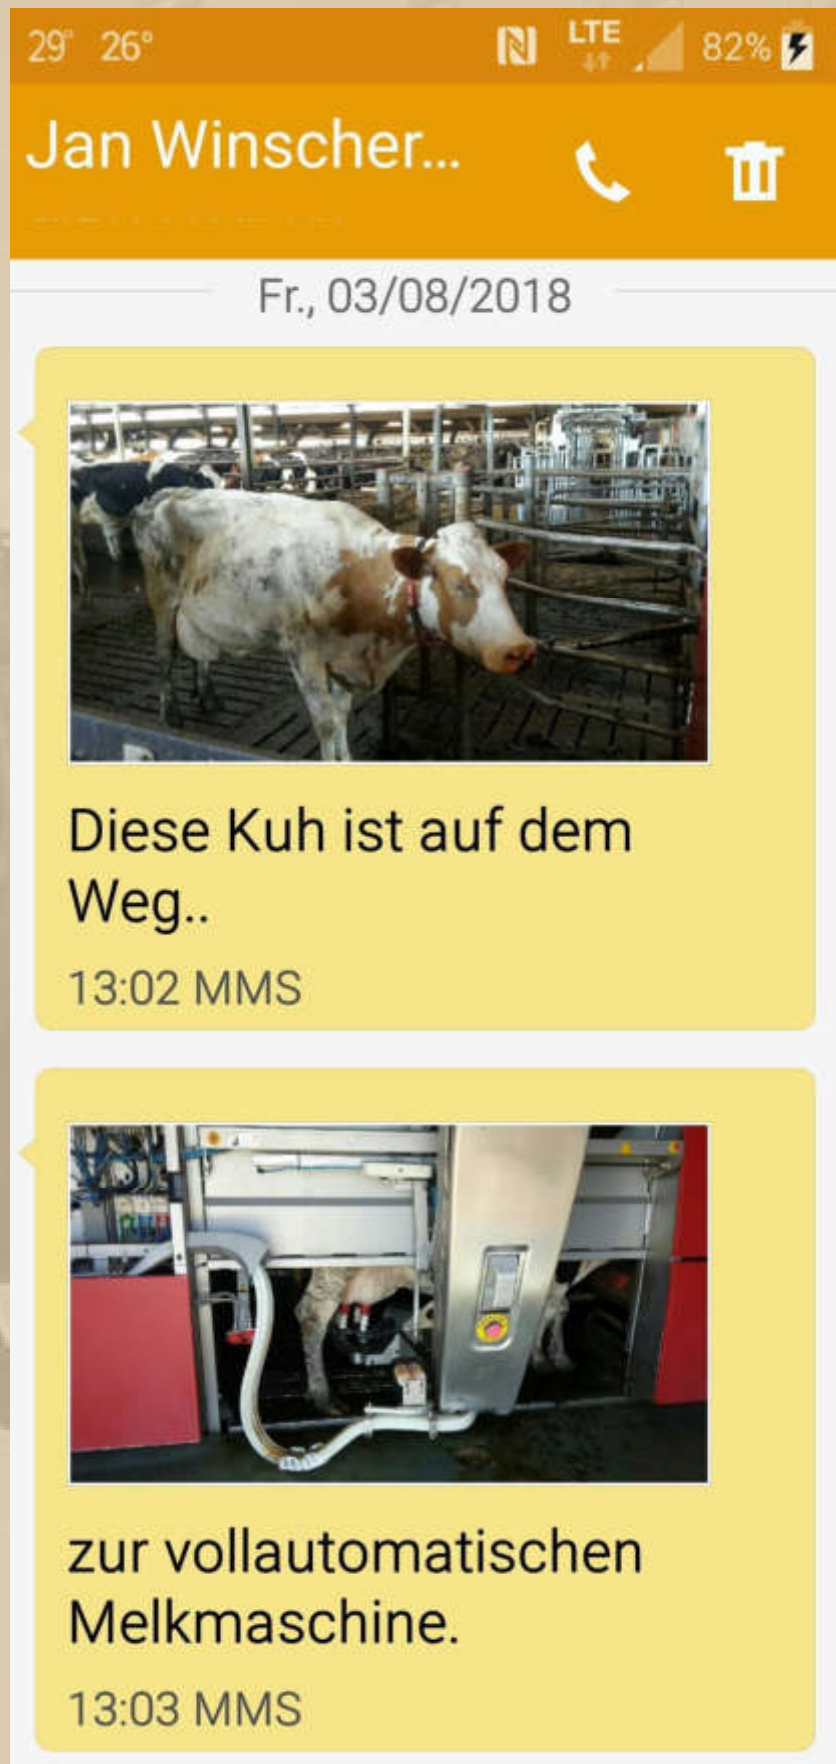 29° 26° LTE 82%
Jan Winscher...
Fr., 03/08/2018
Diese Kuh ist auf dem
Weg..
13:02 MMS
zur vollautomatischen
Melkmaschine.
13:03 MMS